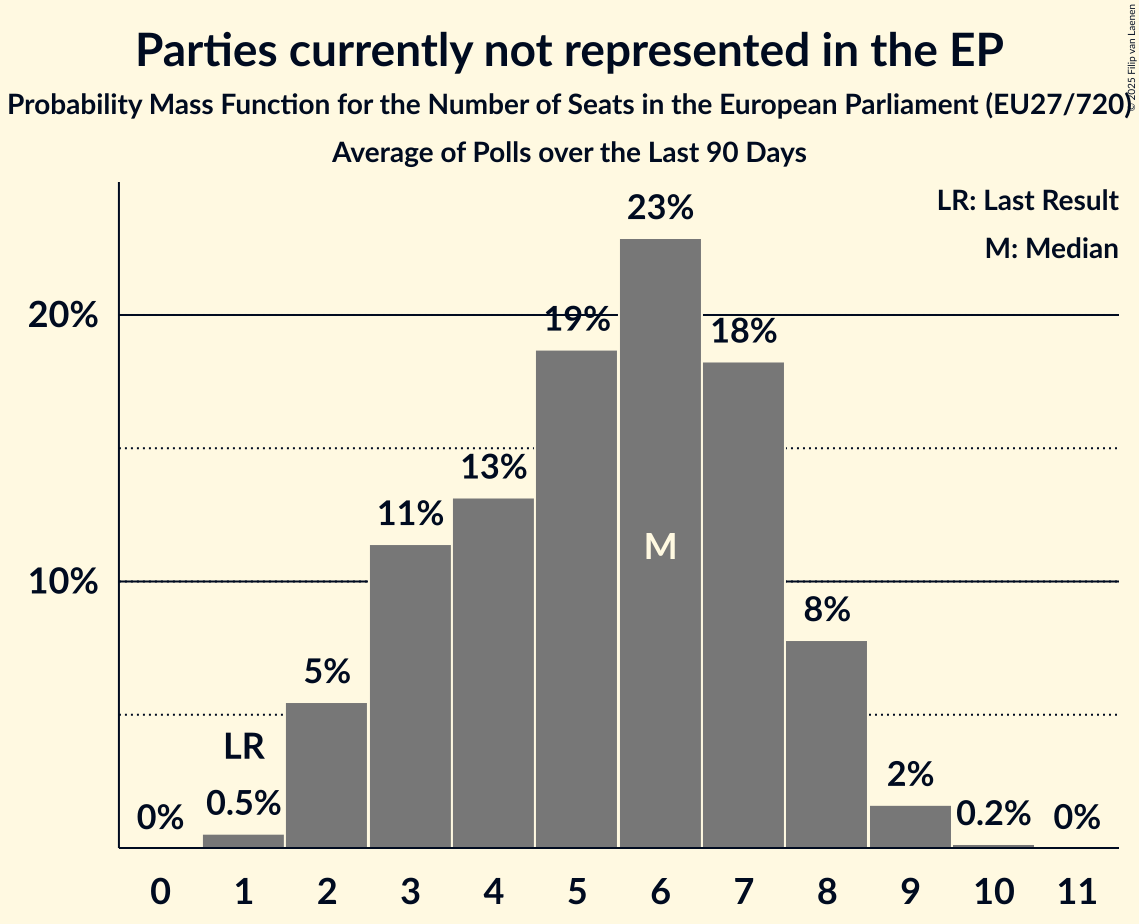 Parties currently not represented in the EP
Probability Mass Function for the Number of Seats in the European Parliament (EU27/720)
Average of Polls over the Last 90 Days
© 2025 Filip van Laenen
LR: Last Result
M: Median
20%
10%
0%
0.5%
LR
5%
11%
13%
19%
23%
M
18%
8%
2%
0.2%
0%
0 1 2 3 4 5 6 7 8 9 10 11